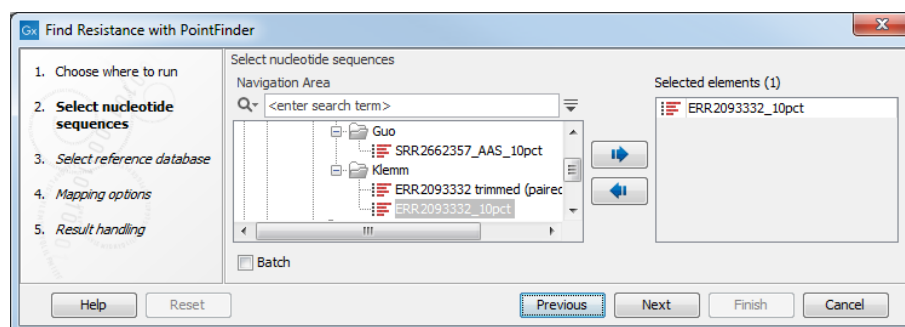 Gx Find Resistance with PointFinder
1. Choose where to run
2. Select nucleotide
sequences
3. Select reference database
4. Mapping options
5. Result handling
Select nucleotide sequences
Navigation Area
<enter search term>
Guo
SRR2662357_AAS_10pct
Klemm
ERR2093332 trimmed (pairec
ERR2093332_10pct
Batch
Selected elements (1)
ERR2093332_10pct
Help
Reset
Previous
Next
Finish
Cancel